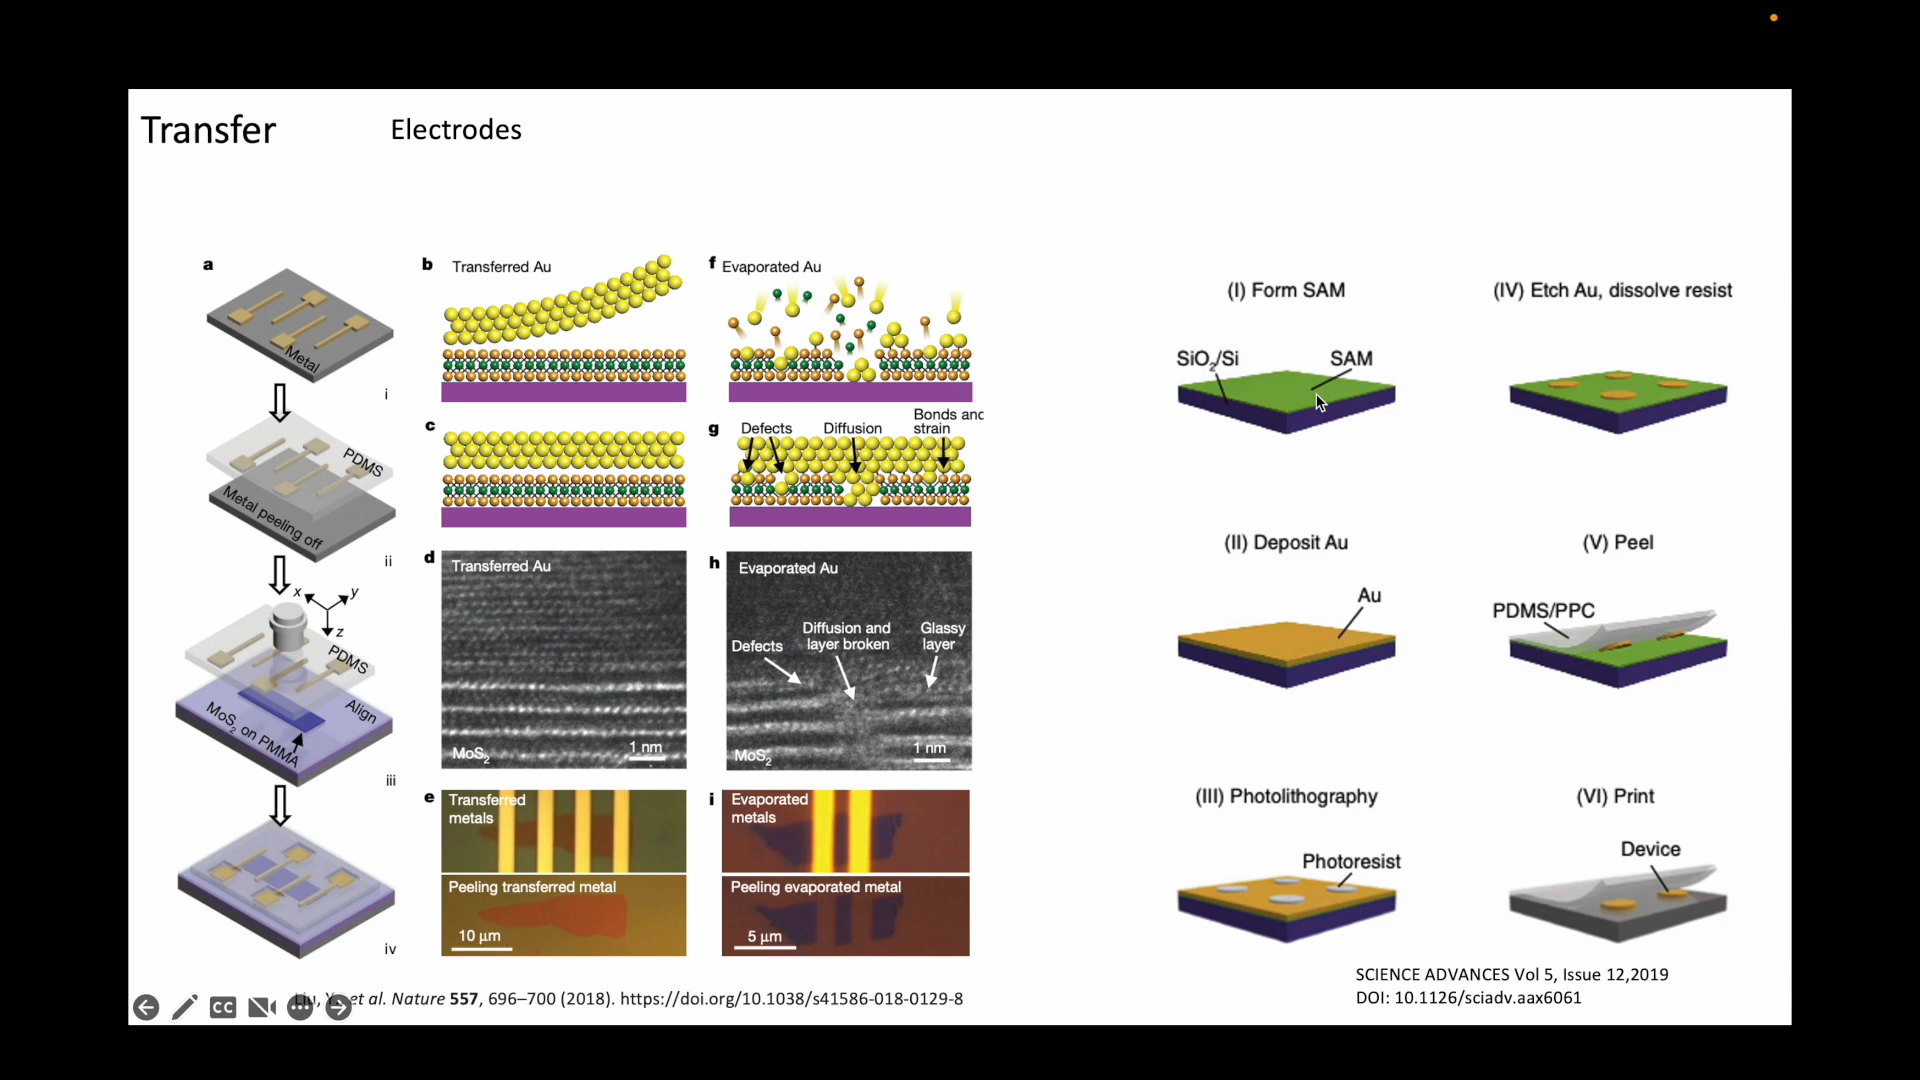 Transfer
Electrodes
a
Metal
i
PDMS
Metal peeling off
ii
x
y
z
PDMS
Align
MoS2 on PMMA
iii
iv
b
Transferred Au
c
d
Transferred Au
MoS2
1 nm
e
Transferred
metals
Peeling transferred metal
10 µm
f
Evaporated Au
g
Defects
Diffusion
Bonds and
strain
h
Evaporated Au
Defects
Diffusion and
layer broken
Glassy
layer
MoS2
1 nm
i
Evaporated
metals
Peeling evaporated metal
5 µm
CC
et al. Nature 557, 696–700 (2018). https://doi.org/10.1038/s41586-018-0129-8
(I) Form SAM
SiO2/Si
SAM
(II) Deposit Au
Au
(III) Photolithography
Photoresist
(IV) Etch Au, dissolve resist
(V) Peel
PDMS/PPC
(VI) Print
Device
SCIENCE ADVANCES Vol 5, Issue 12,2019
DOI: 10.1126/sciadv.aax6061